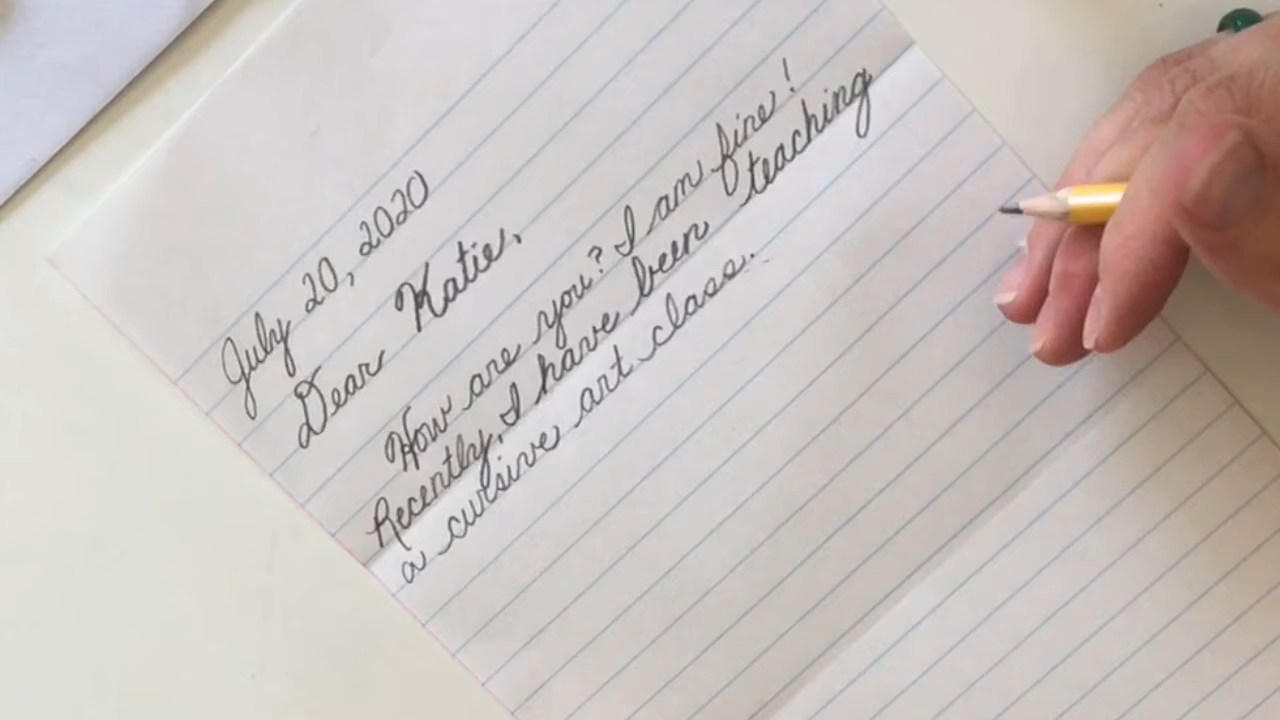 July 20, 2020
Dear Katie,
How are you? I am fine!
Recently, I have been teaching
a cursive art class.